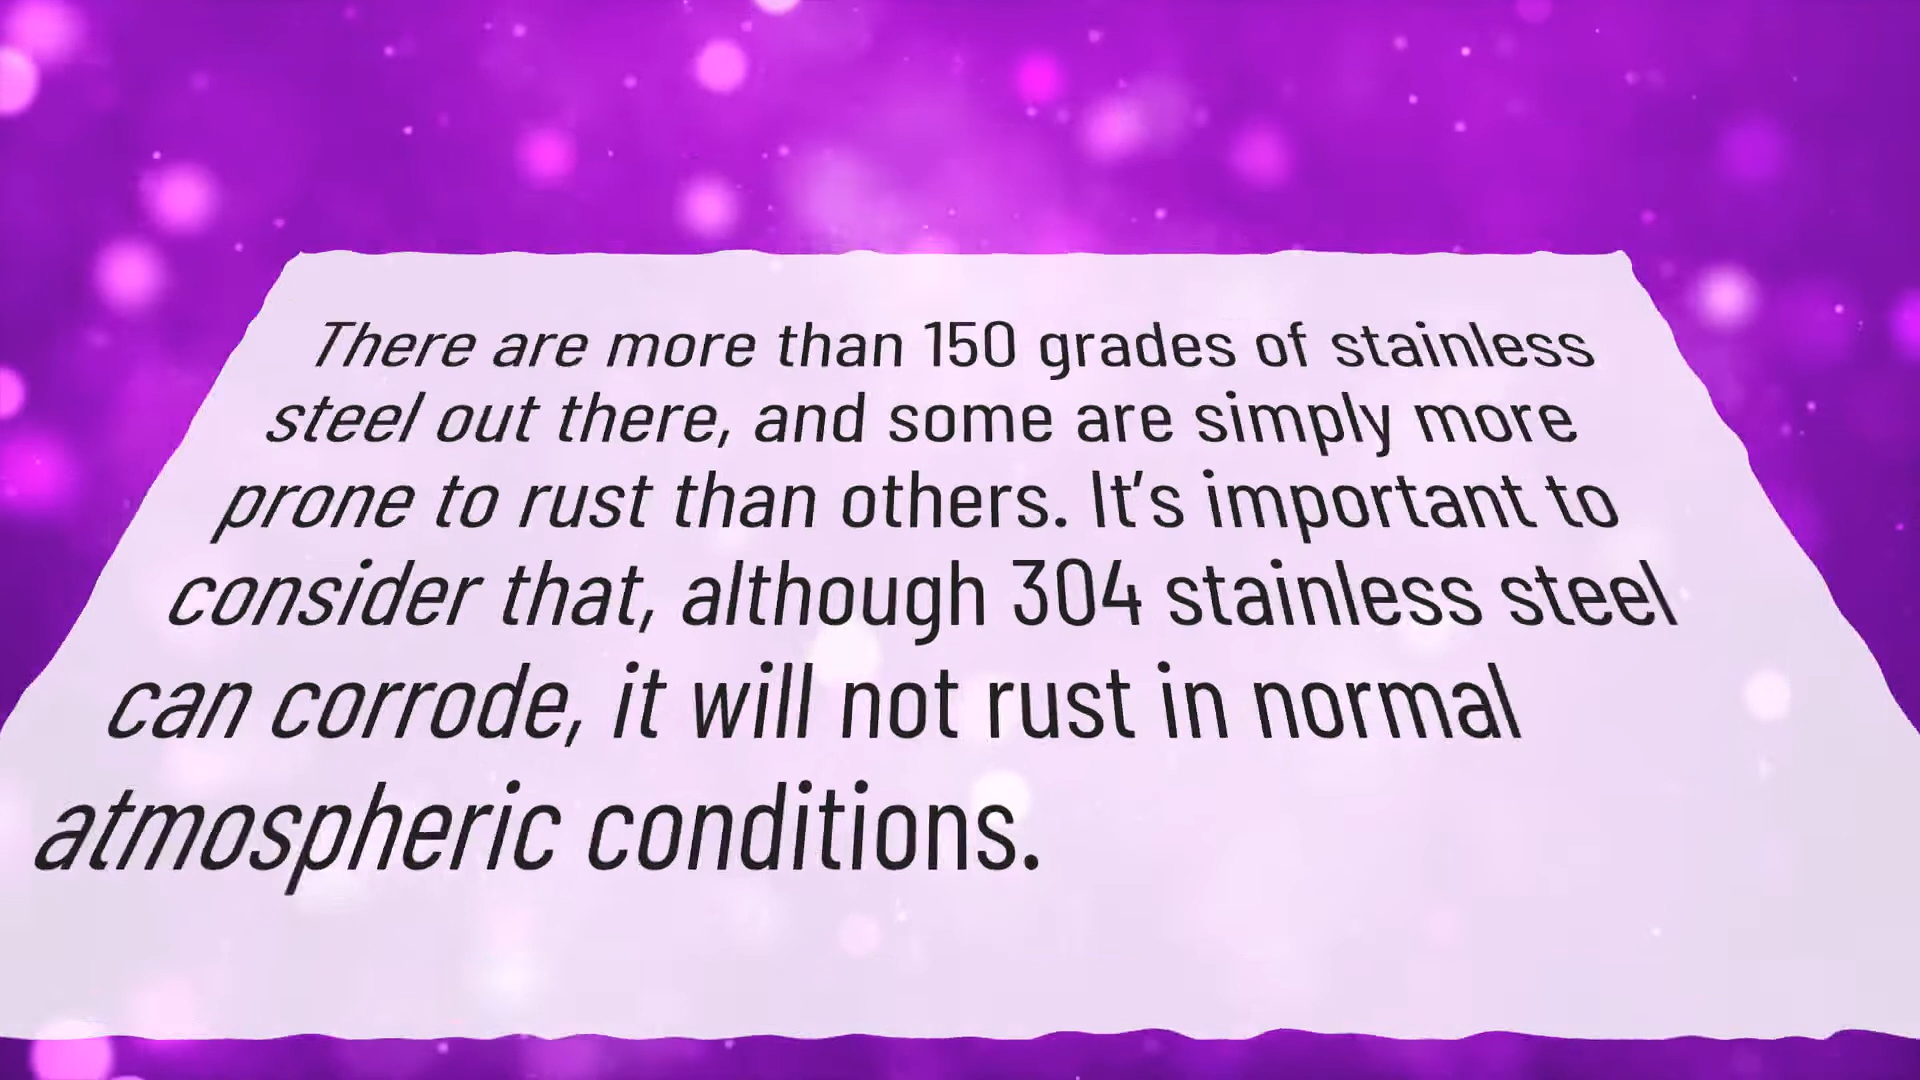 There are more than 150 grades of stainless
steel out there, and some are simply more
prone to rust than others. It's important to
consider that, although 304 stainless steel
can corrode, it will not rust in normal
atmospheric conditions.